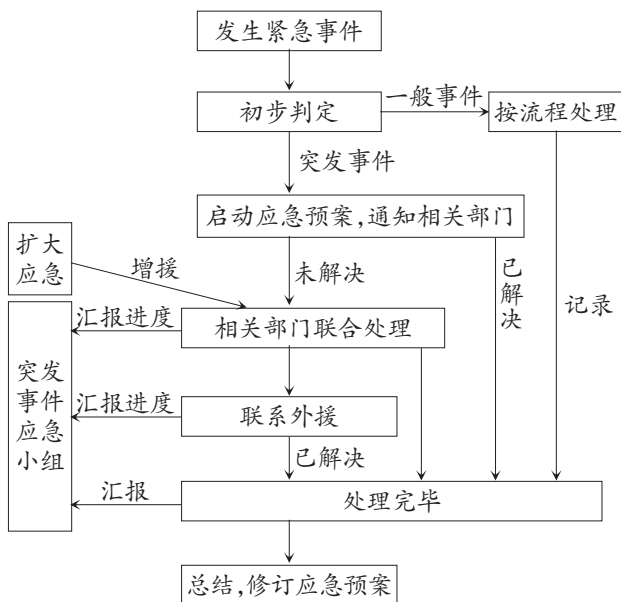 发生紧急事件
初步判定
一般事件
按流程处理
突发事件
启动应急预案,通知相关部门
扩大
应急
增援
未解决
已
解
决
记录
汇报进度
相关部门联合处理
突发
事件
应急
小组
汇报进度
联系外援
已解决
汇报
处理完毕
总结,修订应急预案